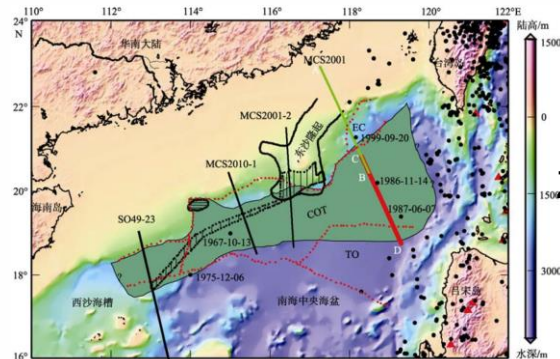 110° 112° 114° 116° 118° 120° 122°E
24°
N
22°
20°
18°
陆高/m
1500
0
1500
3000
水深/m
华南大陆
MCS2001
台湾岛
MCS2001-2
东沙隆起
EC
1999-09-20
C
MCS2010-1
B
1986-11-14
海南岛
SO49-23
COT
1987-06-07
1967-10-13
D
TO
1975-12-06
西沙海槽
南海中央海盆
吕宋岛
?